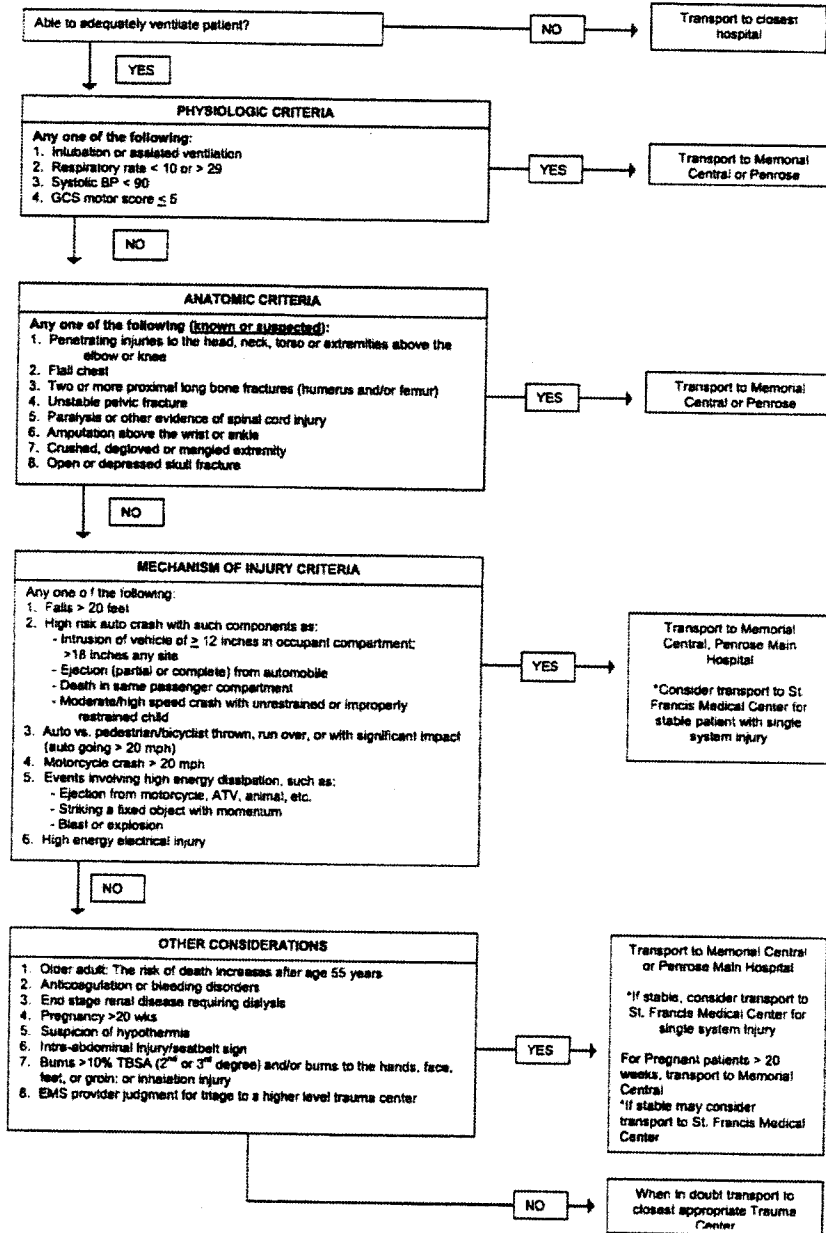 Able to adequately ventilate patient?
NO
Transport to closest
hospital
YES
PHYSIOLOGIC CRITERIA
Any one of the following:
1. Intubation or assisted ventilation
2. Respiratory rate < 10 or > 29
3. Systolic BP < 90
4. GCS motor score ≤ 5
YES
Transport to Memorial
Central or Penrose
NO
ANATOMIC CRITERIA
Any one of the following (known or suspected):
1. Penetrating injuries to the head, neck, torso or extremities above the
elbow or knee
2. Flail chest
3. Two or more proximal long bone fractures (humerus and/or femur)
4. Unstable pelvic fracture
5. Paralysis or other evidence of spinal cord injury
6. Amputation above the wrist or ankle
7. Crushed, degloved or mangled extremity
8. Open or depressed skull fracture
YES
Transport to Memorial
Central or Penrose
NO
MECHANISM OF INJURY CRITERIA
Any one of the following:
1. Falls > 20 feet
2. High risk auto crash with such components as:
- Intrusion of vehicle of ≥ 12 inches in occupant compartment;
>18 inches any site
- Ejection (partial or complete) from automobile
- Death in same passenger compartment
- Moderate/high speed crash with unrestrained or improperly
restrained child
3. Auto vs. pedestrian/bicyclist thrown, run over, or with significant impact
(auto going > 20 mph)
4. Motorcycle crash > 20 mph
5. Events involving high energy dissipation, such as:
- Ejection from motorcycle, ATV, animal, etc.
- Striking a fixed object with momentum
- Blast or explosion
6. High energy electrical injury
YES
Transport to Memorial
Central, Penrose Main
Hospital
*Consider transport to St.
Francis Medical Center for
stable patient with single
system injury
NO
OTHER CONSIDERATIONS
1. Older adult: The risk of death increases after age 55 years
2. Anticoagulation or bleeding disorders
3. End stage renal disease requiring dialysis
4. Pregnancy >20 wks
5. Suspicion of hypothermia
6. Intra-abdominal Injury/seatbelt sign
7. Burns >10% TBSA (2nd or 3rd degree) and/or burns to the hands, face,
feet, or groin: or inhalation injury
8. EMS provider judgment for triage to a higher level trauma center
YES
Transport to Memorial Central
or Penrose Main Hospital
*If stable, consider transport to
St. Francis Medical Center for
single system Injury
For Pregnant patients > 20
weeks, transport to Memorial
Central
*If stable may consider
transport to St. Francis Medical
Center
NO
When in doubt transport to
closest appropriate Trauma
Center